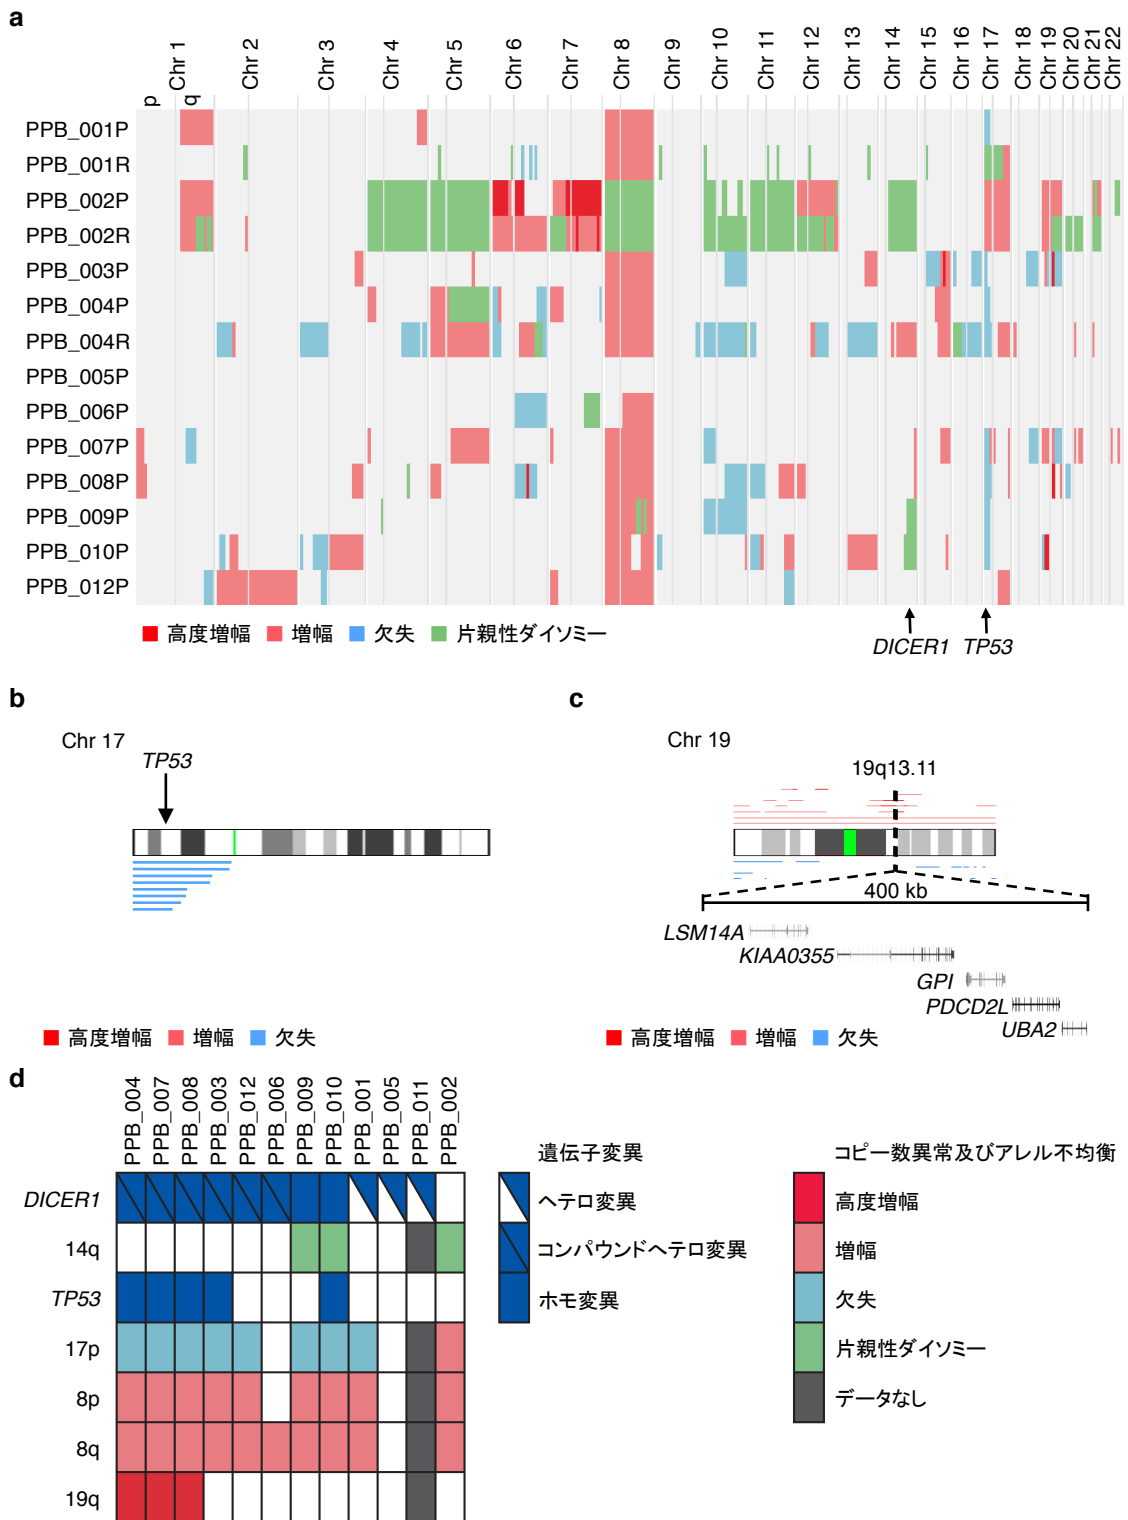 a
Chr 1
Chr 2
Chr 3
Chr 4
Chr 5
Chr 6
Chr 7
Chr 8
Chr 9
Chr 10
Chr 11
Chr 12
Chr 13
Chr 14
Chr 15
Chr 16
Chr 17
Chr 18
Chr 19
Chr 20
Chr 21
Chr 22
p
q
PPB_001P
PPB_001R
PPB_002P
PPB_002R
PPB_003P
PPB_004P
PPB_004R
PPB_005P
PPB_006P
PPB_007P
PPB_008P
PPB_009P
PPB_010P
PPB_012P
高度増幅 増幅 欠失 片親性ダイソミー
DICER1 TP53
b
Chr 17
TP53
高度増幅 増幅 欠失
c
Chr 19
19q13.11
400 kb
LSM14A
KIAA0355
GPI
PDCD2L
UBA2
高度増幅 増幅 欠失
d
PPB_004
PPB_007
PPB_008
PPB_003
PPB_012
PPB_006
PPB_009
PPB_010
PPB_001
PPB_005
PPB_011
PPB_002
DICER1
14q
TP53
17p
8p
8q
19q
遺伝子変異
ヘテロ変異
コンパウンドヘテロ変異
ホモ変異
コピー数異常及びアレル不均衡
高度増幅
増幅
欠失
片親性ダイソミー
データなし